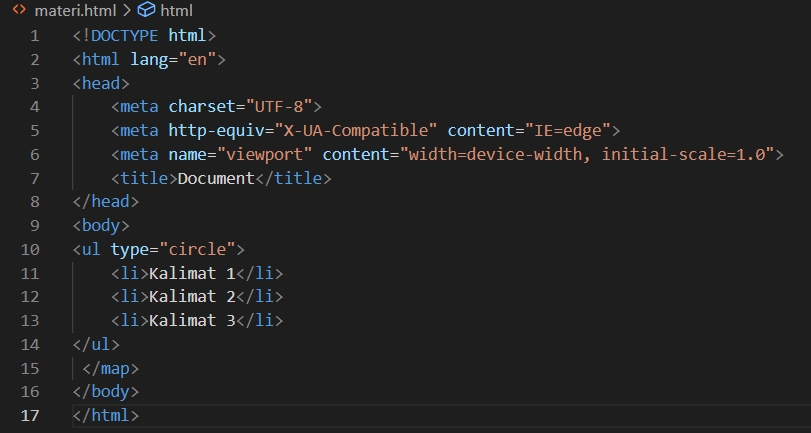 materi.html > html
1 <!DOCTYPE html>
2 <html lang="en">
3 <head>
4     <meta charset="UTF-8">
5     <meta http-equiv="X-UA-Compatible" content="IE=edge">
6     <meta name="viewport" content="width=device-width, initial-scale=1.0">
7     <title>Document</title>
8 </head>
9 <body>
10 <ul type="circle">
11     <li>Kalimat 1</li>
12     <li>Kalimat 2</li>
13     <li>Kalimat 3</li>
14 </ul>
15  </map>
16 </body>
17 </html>